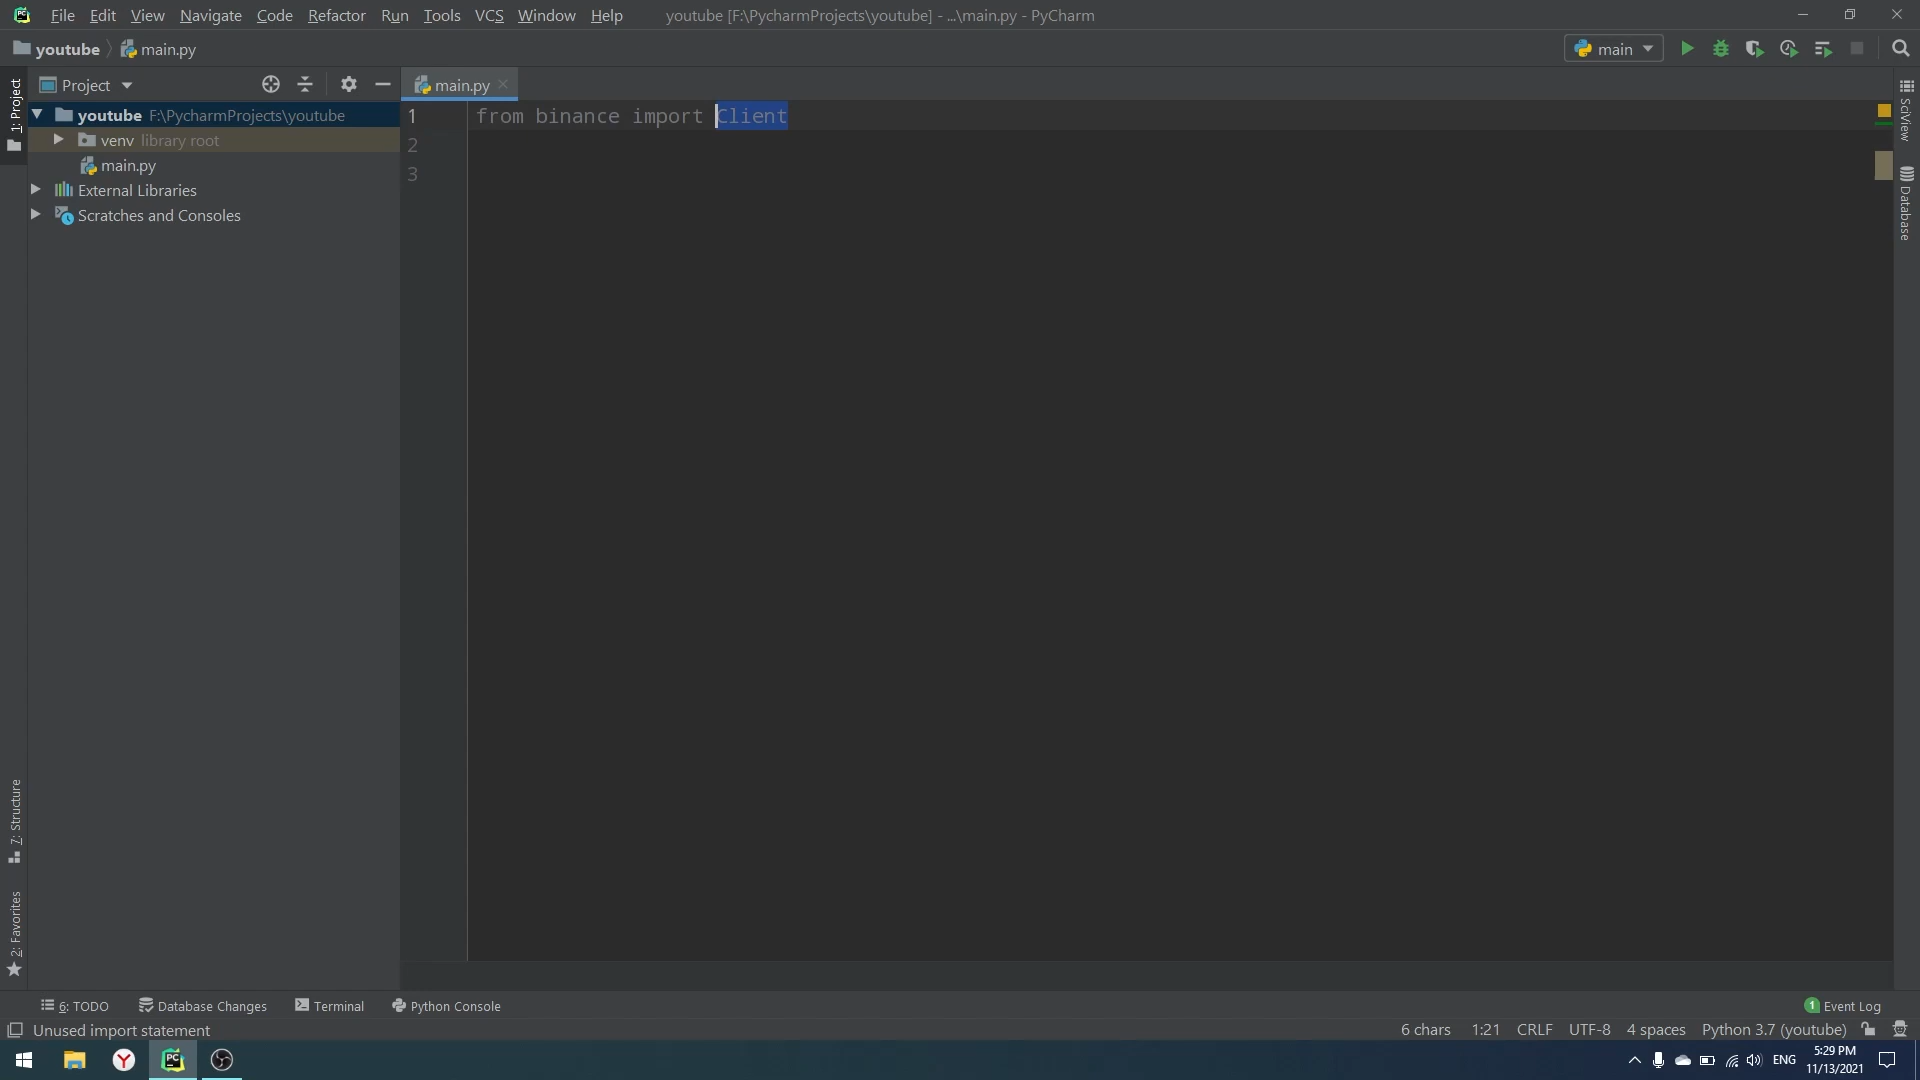 File Edit View Navigate Code Refactor Run Tools VCS Window Help youtube [F:\PycharmProjects\youtube] - ...\main.py - PyCharm
youtube main.py main
1: Project
Project
main.py
youtube F:\PycharmProjects\youtube
venv library root
main.py
External Libraries
Scratches and Consoles
1 from binance import Client
2
3
SciView
Database
7: Structure
2: Favorites
6: TODO Database Changes Terminal Python Console 1 Event Log
Unused import statement 6 chars 1:21 CRLF UTF-8 4 spaces Python 3.7 (youtube)
ENG 5:29 PM
11/13/2021